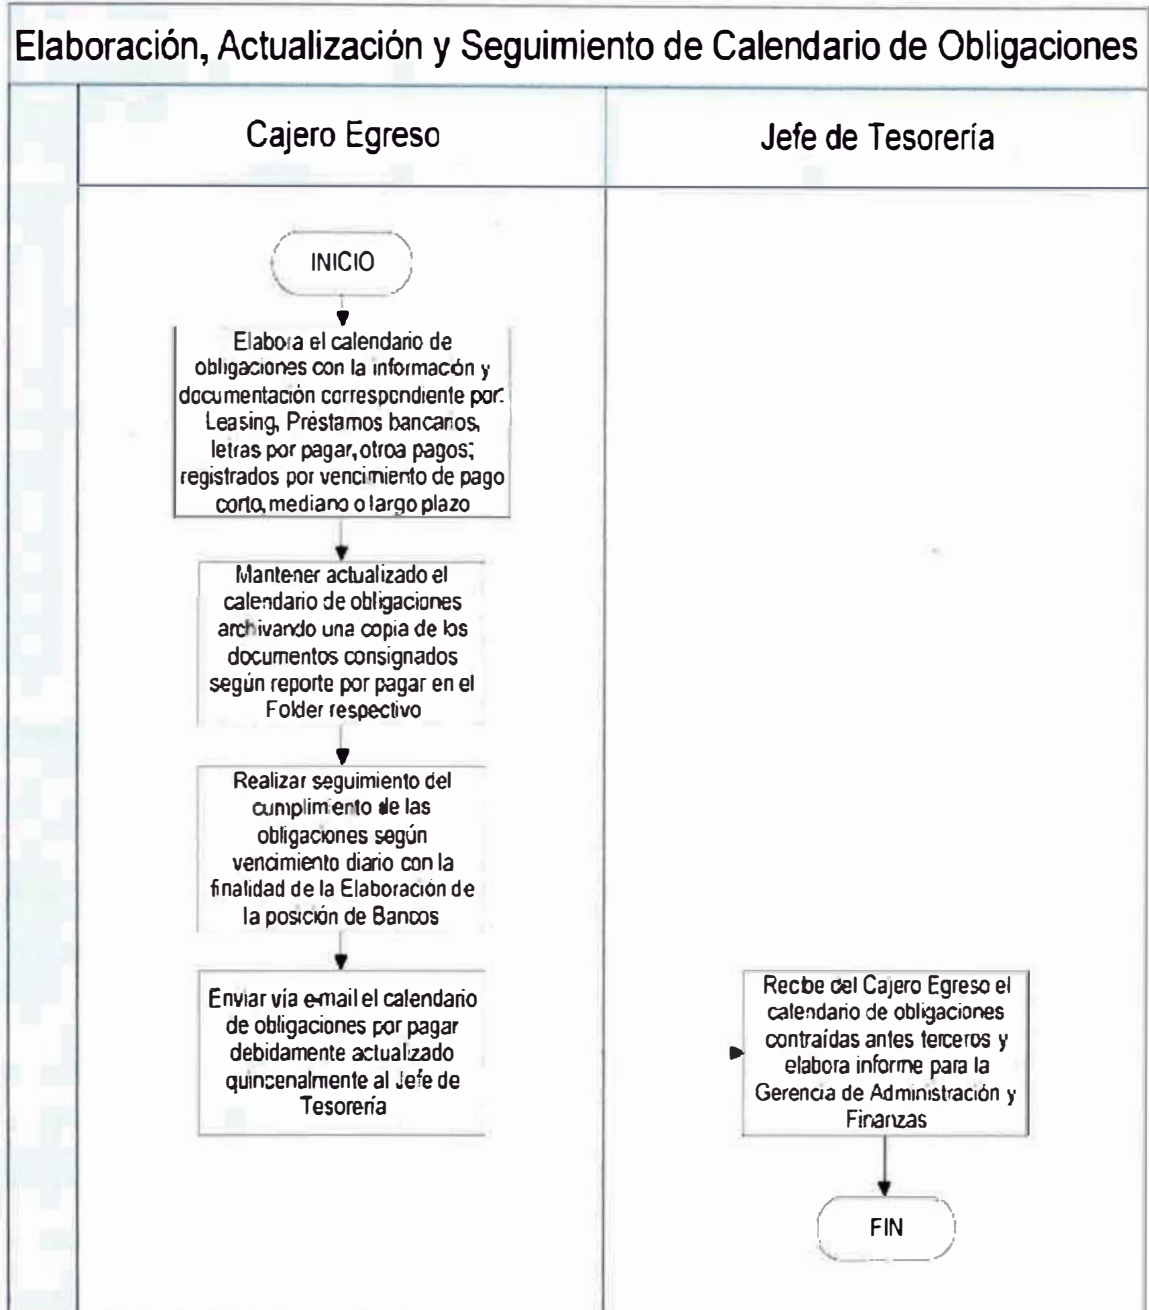 Elaboración, Actualización y Seguimiento de Calendario de Obligaciones
Cajero Egreso
Jefe de Tesorería
INICIO
Elabora el calendario de
obligaciones con la información y
documentación correspondiente por:
Leasing, Préstamos bancarios,
letras por pagar, otroa pagos;
registrados por vencimiento de pago
corto, mediano o largo plazo
Mantener actualizado el
calendario de obligaciones
archivando una copia de los
documentos consignados
según reporte por pagar en el
Folder respectivo
Realizar seguimiento del
cumplimiento de las
obligaciones según
vencimiento diario con la
finalidad de la Elaboración de
la posición de Bancos
Enviar vía e-mail el calendario
de obligaciones por pagar
debidamente actualizado
quincenalmente al Jefe de
Tesorería
Recibe del Cajero Egreso el
calendario de obligaciones
contraídas antes terceros y
elabora informe para la
Gerencia de Administración y
Finanzas
FIN